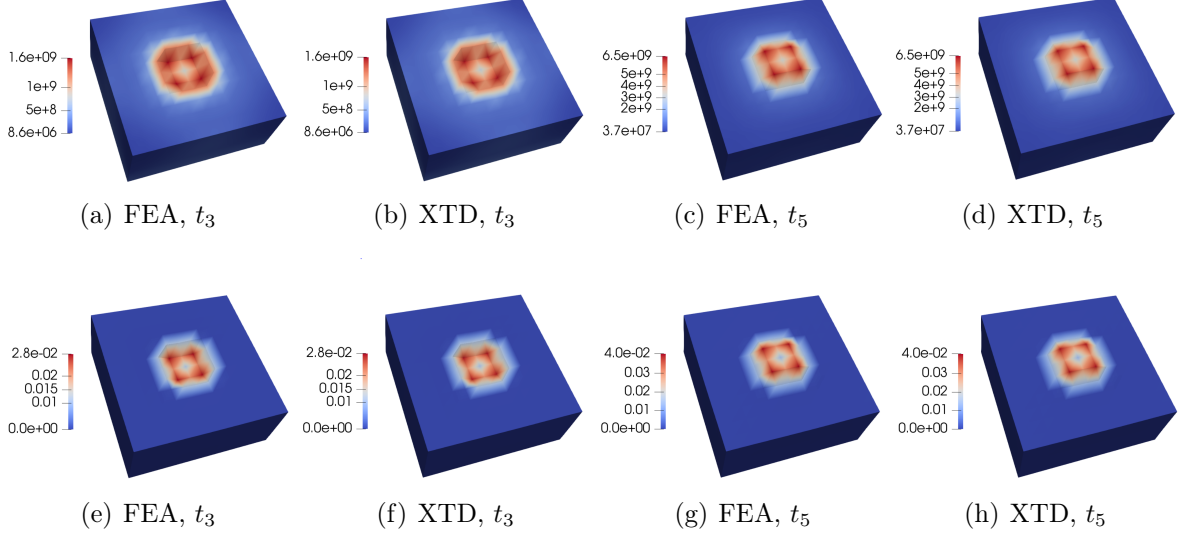 1.6e+09
1e+9
5e+8
8.6e+06
1.6e+09
1e+9
5e+8
8.6e+06
6.5e+09
5e+9
4e+9
3e+9
2e+9
3.7e+07
6.5e+09
5e+9
4e+9
3e+9
2e+9
3.7e+07
(a) FEA, t₃
(b) XTD, t₃
(c) FEA, t₅
(d) XTD, t₅
2.8e-02
0.02
0.015
0.01
0.0e+00
2.8e-02
0.02
0.015
0.01
0.0e+00
4.0e-02
0.03
0.02
0.01
0.0e+00
4.0e-02
0.03
0.02
0.01
0.0e+00
(e) FEA, t₃
(f) XTD, t₃
(g) FEA, t₅
(h) XTD, t₅